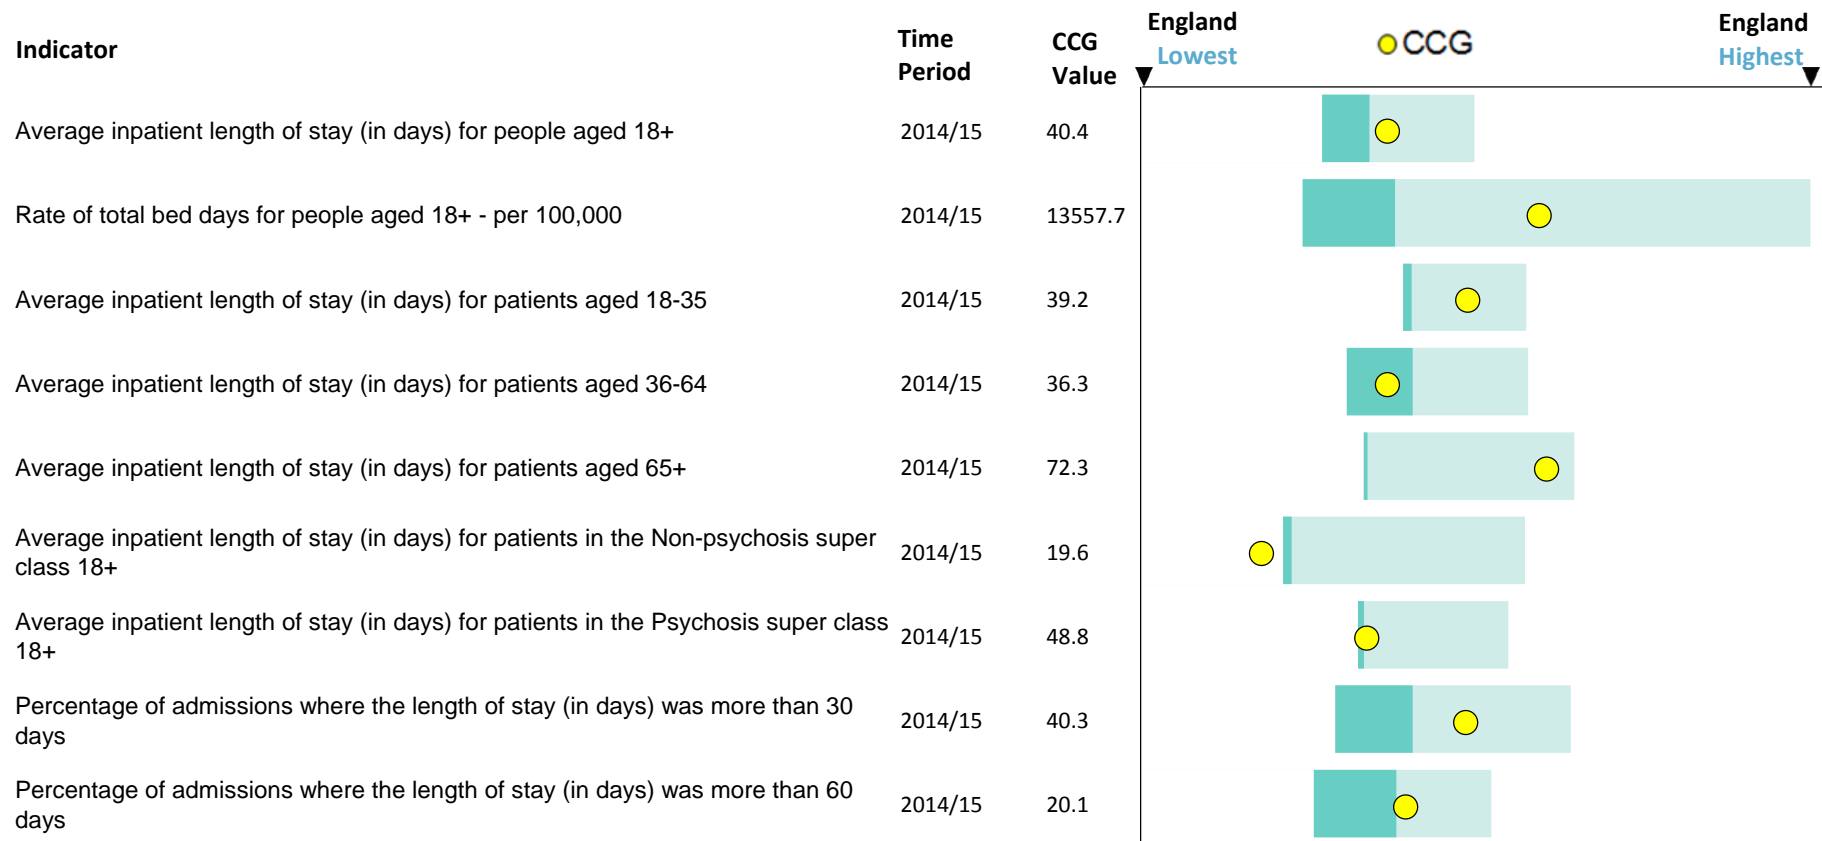 Indicator
Time
Period
CCG
Value
England
Lowest
CCG
England
Highest
Average inpatient length of stay (in days) for people aged 18+ 2014/15 40.4
Rate of total bed days for people aged 18+ - per 100,000 2014/15 13557.7
Average inpatient length of stay (in days) for patients aged 18-35 2014/15 39.2
Average inpatient length of stay (in days) for patients aged 36-64 2014/15 36.3
Average inpatient length of stay (in days) for patients aged 65+ 2014/15 72.3
Average inpatient length of stay (in days) for patients in the Non-psychosis super
class 18+
2014/15 19.6
Average inpatient length of stay (in days) for patients in the Psychosis super class
18+
2014/15 48.8
Percentage of admissions where the length of stay (in days) was more than 30
days
2014/15 40.3
Percentage of admissions where the length of stay (in days) was more than 60
days
2014/15 20.1